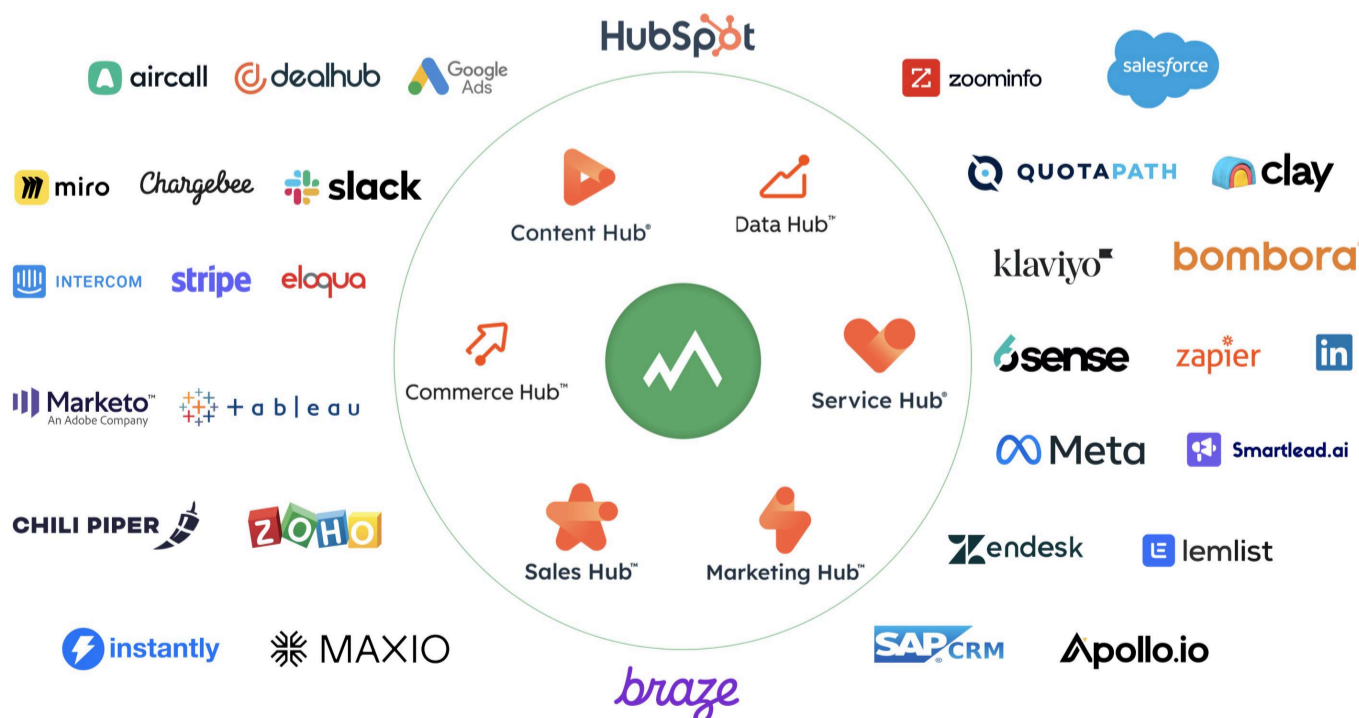 HubSpot
aircall
dealhub
Google
Ads
zoominfo
salesforce
miro
Chargebee
slack
QUOTAPATH
clay
Content Hub®
Data Hub™
INTERCOM
stripe
eloqua
klaviyo
bombora
Commerce Hub™
Service Hub®
6sense
zapier
in
Marketo™
An Adobe Company
+ableau
Meta
Smartlead.ai
CHILI PIPER
ZOHO
Sales Hub™
Marketing Hub™
Zendesk
lemlist
instantly
MAXIO
SAP® CRM
Apollo.io
braze